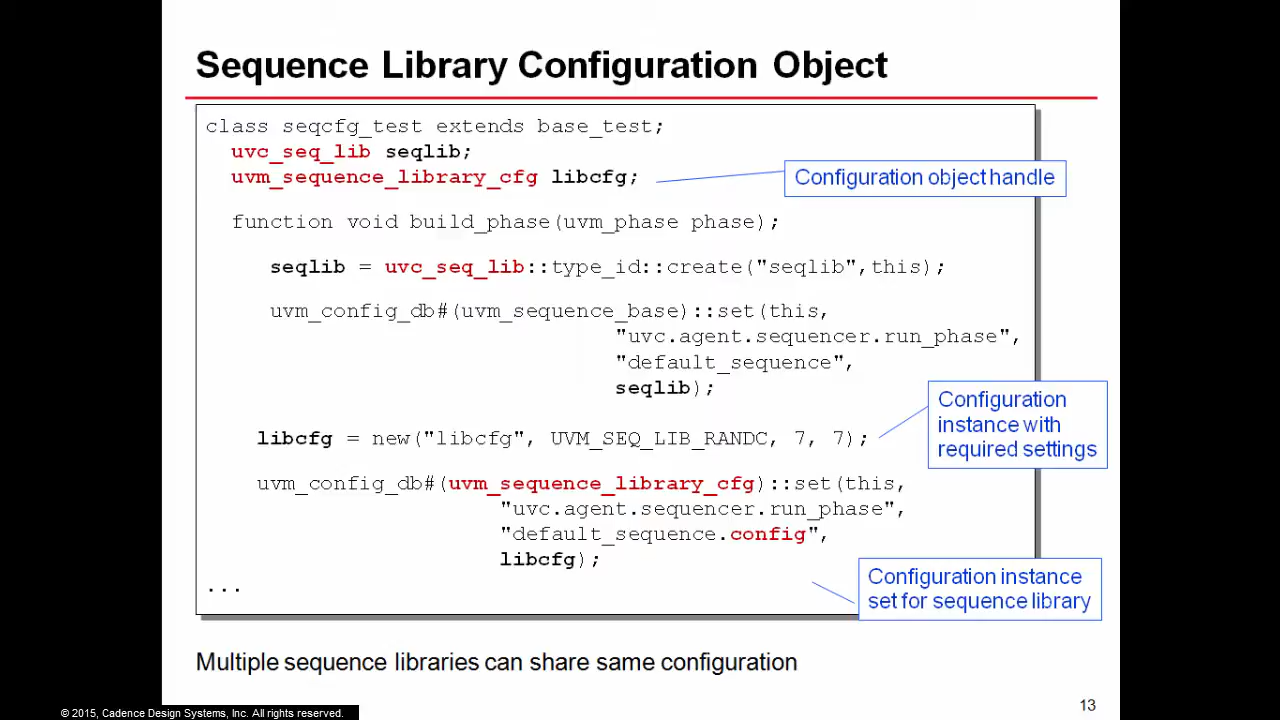 Sequence Library Configuration Object
class seqcfg_test extends base_test;
uvc_seq_lib seqlib;
uvm_sequence_library_cfg libcfg;
Configuration object handle
function void build_phase(uvm_phase phase);
seqlib = uvc_seq_lib::type_id::create("seqlib",this);
uvm_config_db#(uvm_sequence_base)::set(this,
"uvc.agent.sequencer.run_phase",
"default_sequence",
seqlib);
Configuration
instance with
required settings
libcfg = new("libcfg", UVM_SEQ_LIB_RANDC, 7, 7);
uvm_config_db#(uvm_sequence_library_cfg)::set(this,
"uvc.agent.sequencer.run_phase",
"default_sequence.config",
libcfg);
Configuration instance
set for sequence library
...
Multiple sequence libraries can share same configuration
13
© 2015, Cadence Design Systems, Inc. All rights reserved.